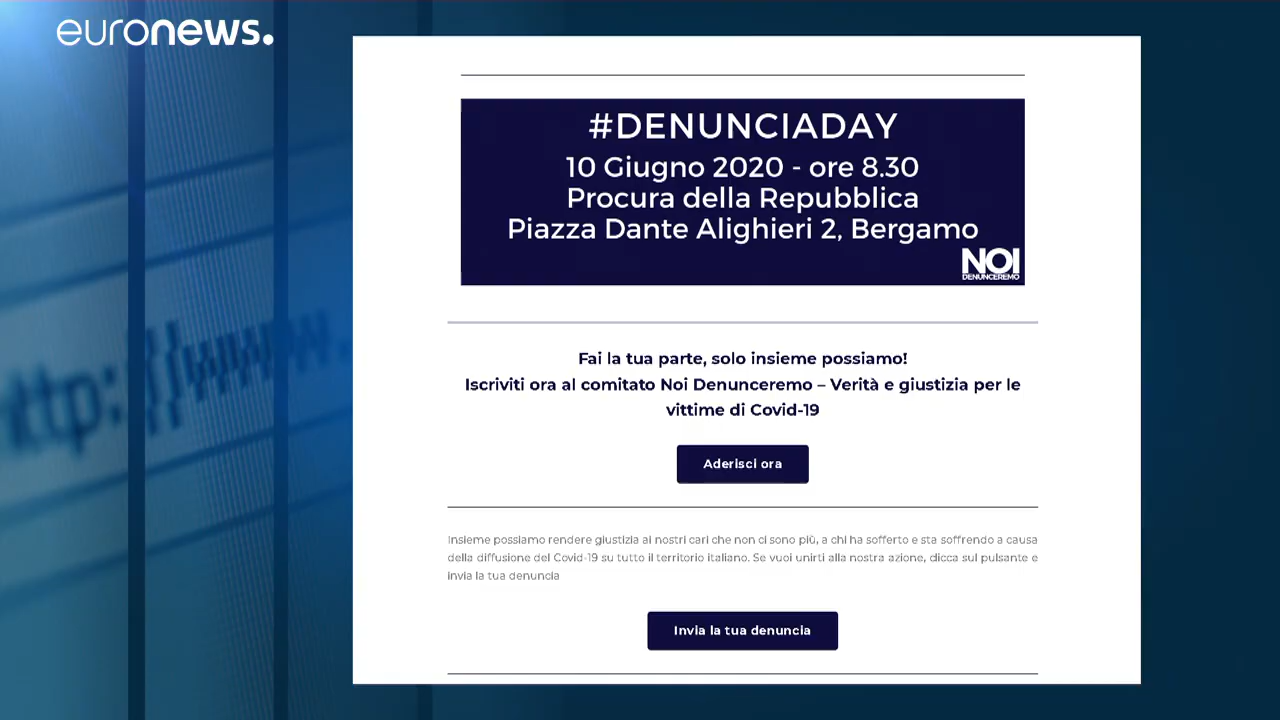 euronews.
#DENUNCIADAY
10 Giugno 2020 - ore 8.30
Procura della Repubblica
Piazza Dante Alighieri 2, Bergamo
NOI
DENUNCEREMO
Fai la tua parte, solo insieme possiamo!
Iscriviti ora al comitato Noi Denunceremo – Verità e giustizia per le
vittime di Covid-19
http://www.
Aderisci ora
Insieme possiamo rendere giustizia ai nostri cari che non ci sono più, a chi ha sofferto e sta soffrendo a causa
della diffusione del Covid-19 su tutto il territorio italiano. Se vuoi unirti alla nostra azione, clicca sul pulsante e
invia la tua denuncia
Invia la tua denuncia